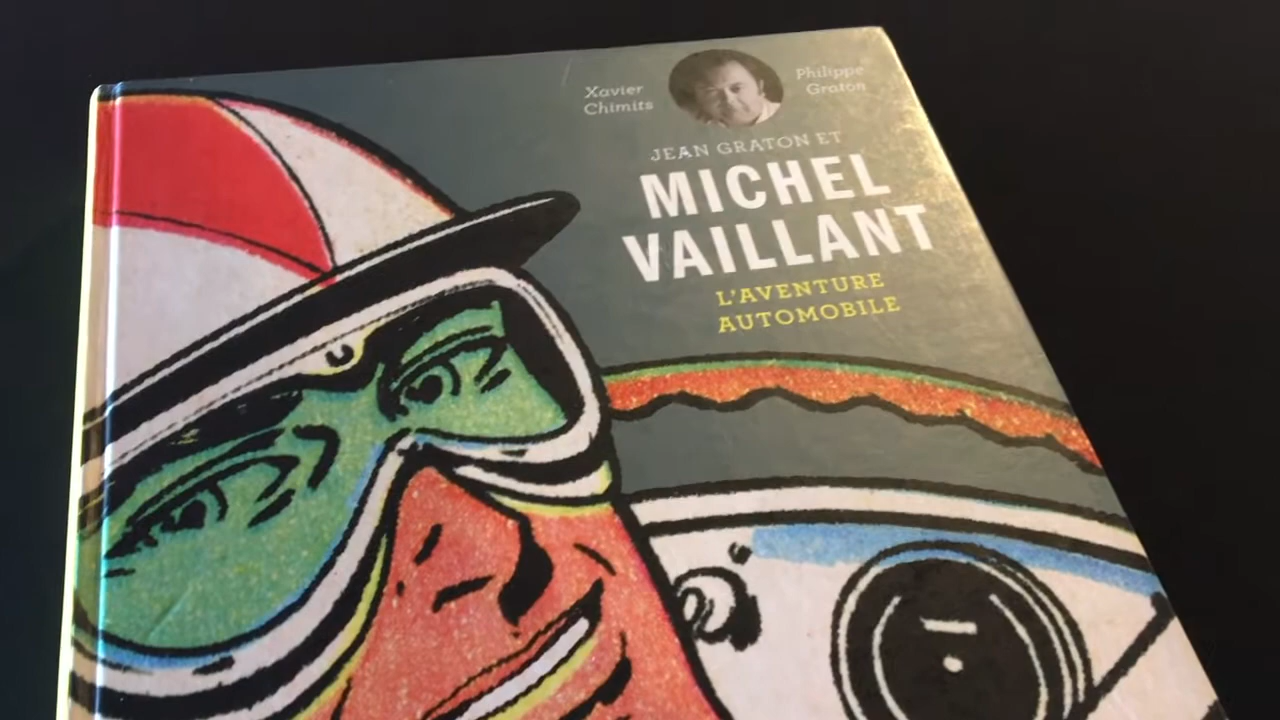 Xavier
Chimits
Philippe
Graton
JEAN GRATON ET
MICHEL
VAILLANT
L'AVENTURE
AUTOMOBILE